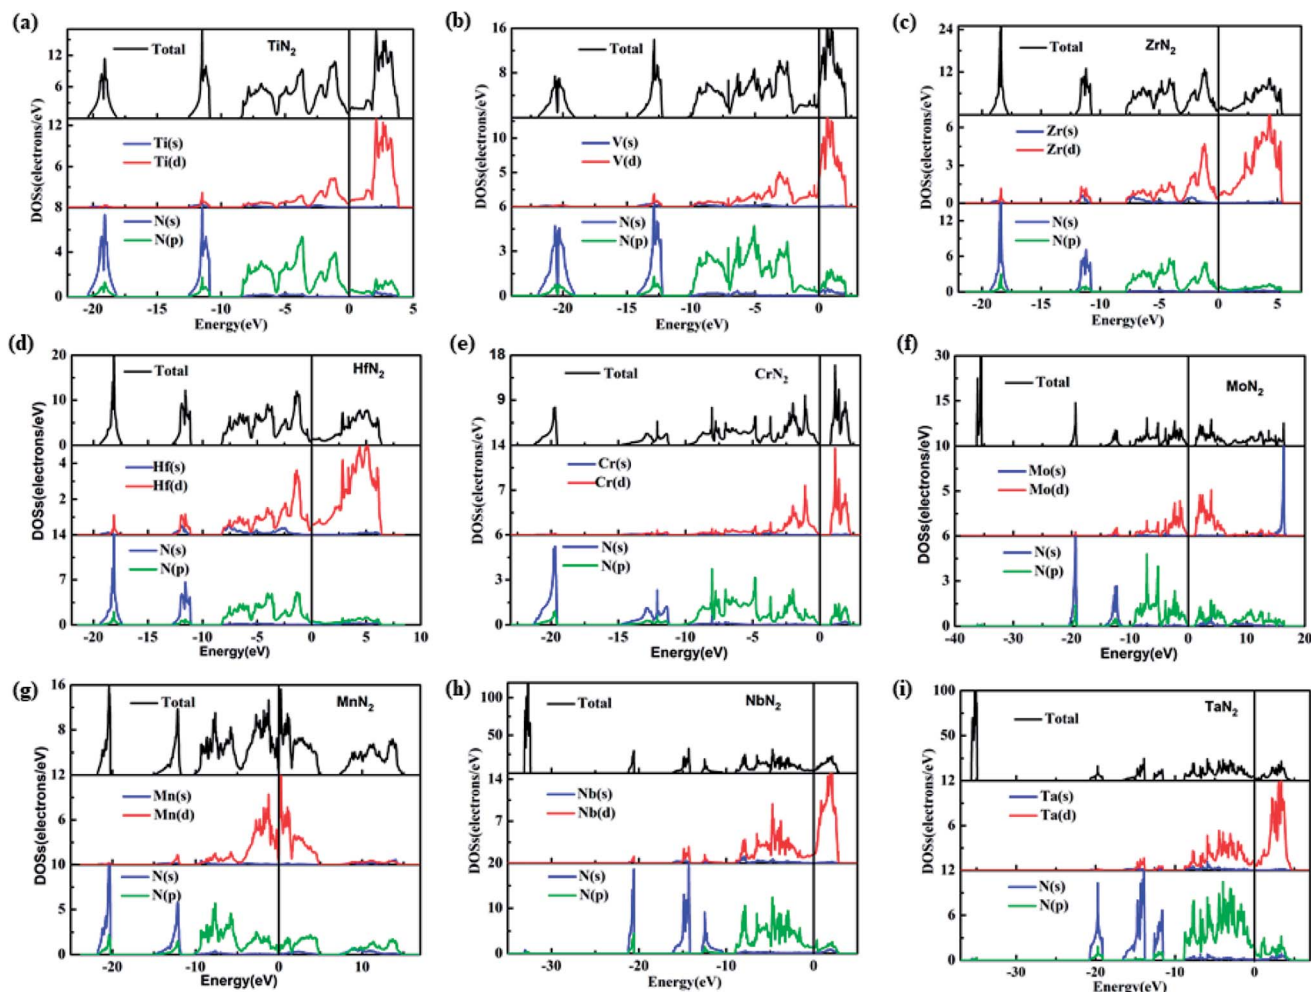 (a)
Total TiN2
12
6
Ti(s)
Ti(d)
12
6
8
N(s)
N(p)
4
0
DOSs(electrons/eV)
-20 -15 -10 -5 0 5
Energy(eV)
(b)
16
Total VN2
8
V(s)
V(d)
10
5
6
N(s)
N(p)
3
0
DOSs(electrons/eV)
-20 -15 -10 -5 0
Energy(eV)
(c)
24
Total ZrN2
12
Zr(s)
Zr(d)
6
3
0
12
N(s)
N(p)
6
0
DOSs(electrons/eV)
-20 -15 -10 -5 0 5
Energy(eV)
(d)
20
Total HfN2
10
0
Hf(s)
Hf(d)
4
2
14
N(s)
N(p)
7
0
DOSs(electrons/eV)
-20 -15 -10 -5 0 5 10
Energy(eV)
(e)
18
Total CrN2
9
14
Cr(s)
Cr(d)
7
6
N(s)
N(p)
3
0
DOSs(electrons/eV)
-20 -15 -10 -5 0
Energy(eV)
(f)
30
Total MoN2
15
10
Mo(s)
Mo(d)
5
6
N(s)
N(p)
3
0
DOSs(electrons/eV)
-40 -30 -20 -10 0 10 20
Energy(eV)
(g)
16
Total MnN2
8
12
Mn(s)
Mn(d)
6
10
N(s)
N(p)
5
0
DOSs(electrons/eV)
-20 -10 0 10
Energy(eV)
(h)
100
Total NbN2
50
14
Nb(s)
Nb(d)
7
20
N(s)
N(p)
10
0
DOSs(electrons/eV)
-30 -20 -10 0
Energy(eV)
(i)
100
Total TaN2
50
12
Ta(s)
Ta(d)
6
12
N(s)
N(p)
6
0
DOSs(electrons/eV)
-30 -20 -10 0
Energy(eV)